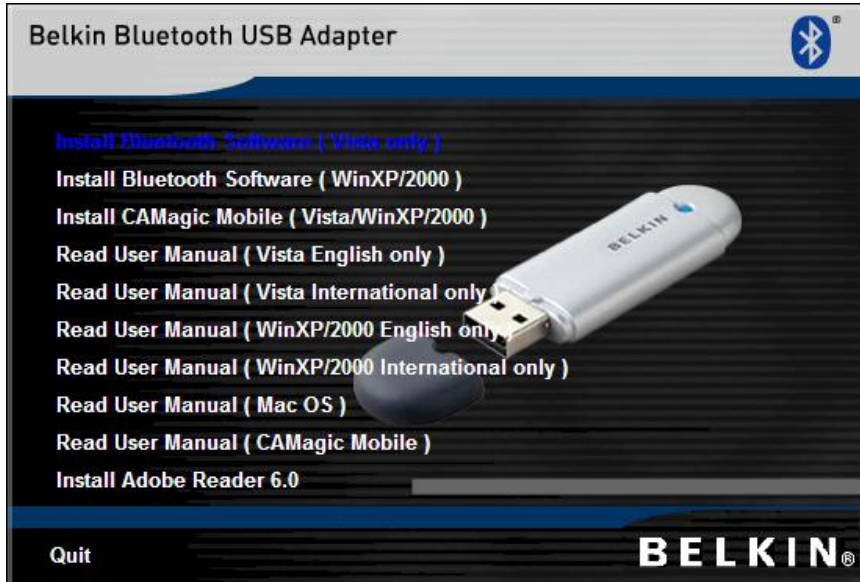 Belkin Bluetooth USB Adapter
Install Bluetooth Software ( Vista only )
Install Bluetooth Software ( WinXP/2000 )
Install CAMagic Mobile ( Vista/WinXP/2000 )
Read User Manual ( Vista English only )
Read User Manual ( Vista International only )
Read User Manual ( WinXP/2000 English only )
Read User Manual ( WinXP/2000 International only )
Read User Manual ( Mac OS )
Read User Manual ( CAMagic Mobile )
Install Adobe Reader 6.0
BELKIN
Quit
BELKIN®